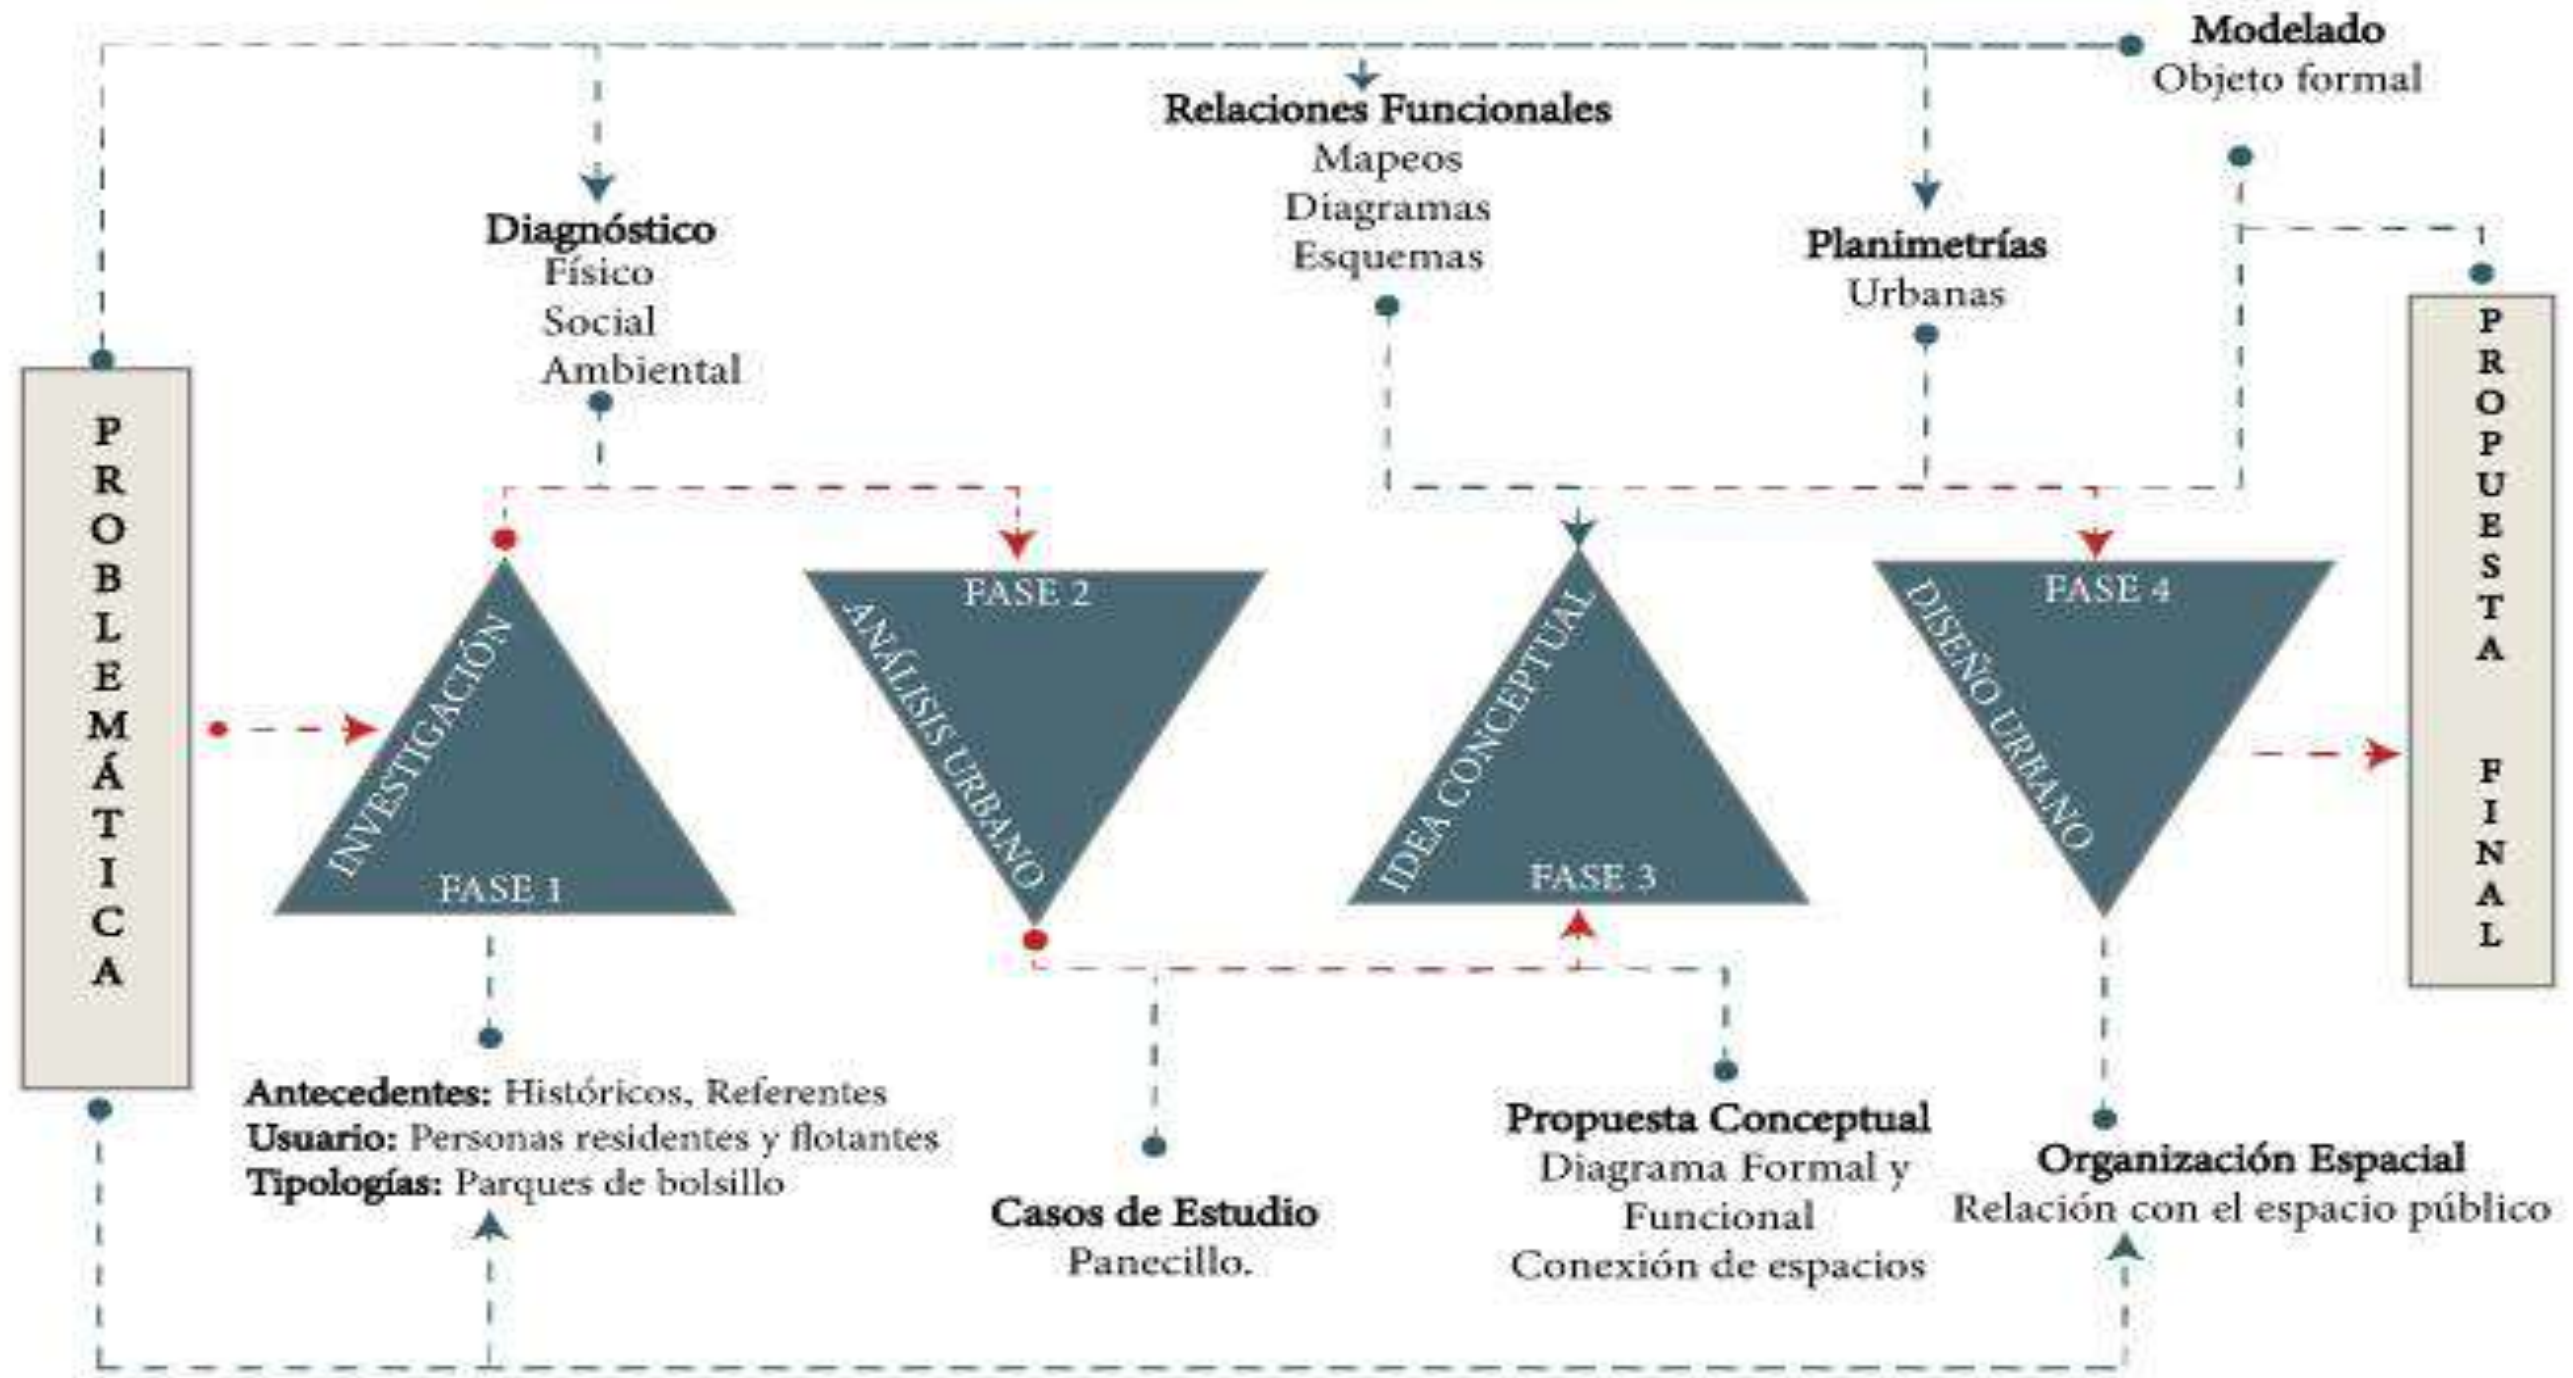 Modelado
Objeto formal
Relaciones Funcionales
Mapeos
Diagramas
Esquemas
Diagnóstico
Físico
Social
Ambiental
Planimetrías
Urbanas
PROBLEMÁTICA
INVESTIGACIÓN
FASE 1
FASE 2
ANÁLISIS URBANO
IDEA CONCEPTUAL
FASE 3
FASE 4
DISEÑO URBANO
PROPUESTA FINAL
Antecedentes: Históricos, Referentes
Usuario: Personas residentes y flotantes
Tipologías: Parques de bolsillo
Casos de Estudio
Panecillo.
Propuesta Conceptual
Diagrama Formal y
Funcional
Conexión de espacios
Organización Espacial
Relación con el espacio público